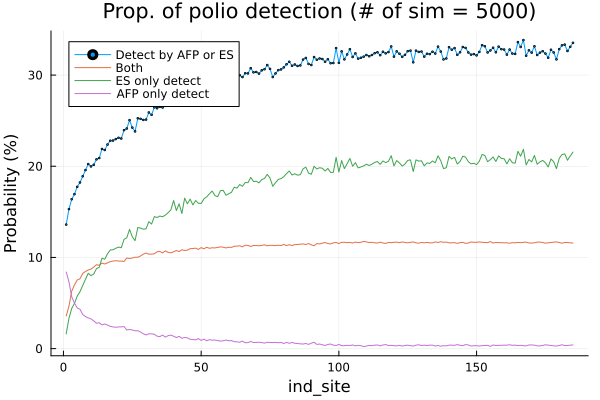 Prop. of polio detection (# of sim = 5000)
Detect by AFP or ES
Both
ES only detect
AFP only detect
Probability (%)
30
20
10
0
0 50 100 150
ind_site